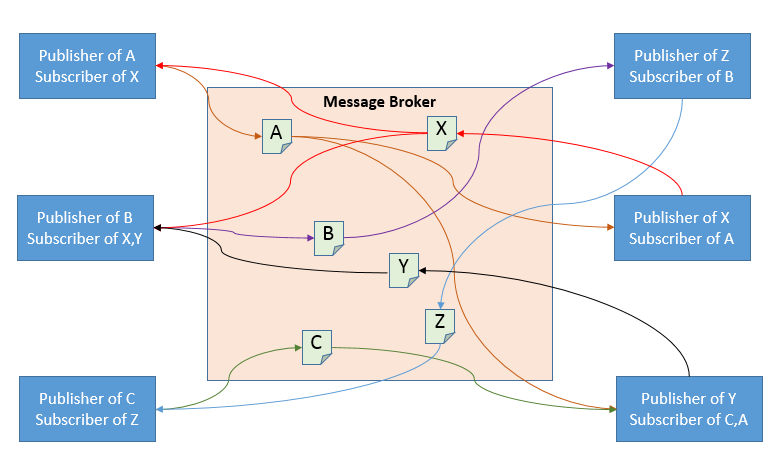 Publisher of A
Subscriber of X
Publisher of Z
Subscriber of B
Message Broker
A
X
Publisher of B
Subscriber of X,Y
B
Publisher of X
Subscriber of A
Y
Z
C
Publisher of C
Subscriber of Z
Publisher of Y
Subscriber of C,A